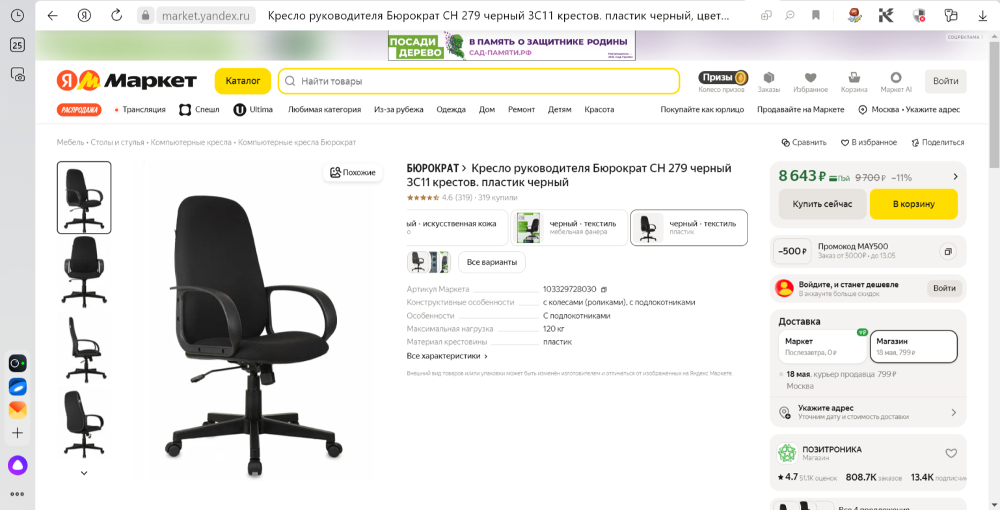 market.yandex.ru
Кресло руководителя Бюрократ CH 279 черный 3C11 крестов. пластик черный, цвет...
25
ПОСАДИ ДЕРЕВО
В ПАМЯТЬ О ЗАЩИТНИКЕ РОДИНЫ
САД-ПАМЯТИ.РФ
СОЦРЕКЛАМА
Я М Маркет
Каталог
Найти товары
Призы
Колесо призов
Заказы
Избранное
Корзина
Маркет AI
Войти
РАСПРОДАЖА
Трансляция
Спешл
Ultima
Любимая категория
Из-за рубежа
Одежда
Дом
Ремонт
Детям
Красота
Покупайте как юрлицо
Продавайте на Маркете
Москва • Укажите адрес
Мебель • Столы и стулья • Компьютерные кресла • Компьютерные кресла Бюрократ
Сравнить
В избранное
Поделиться
Похожие
БЮРОКРАТ › Кресло руководителя Бюрократ CH 279 черный
3C11 крестов. пластик черный
4.6 (319) · 319 купили
ый · искусственная кожа
о
черный · текстиль
мебельная фанера
черный · текстиль
пластик
Все варианты
Артикул Маркета 103329728030
Конструктивные особенности с колесами (роликами), с подлокотниками
Особенности С подлокотниками
Максимальная нагрузка 120 кг
Материал крестовины пластик
Все характеристики ›
Внешний вид товаров и/или упаковки может быть изменён изготовителем и отличаться от изображенных на Яндекс Маркете.
8 643 ₽ Пэй 9 700 ₽ –11%
Купить сейчас
В корзину
–500 ₽
Промокод MAY500
Заказ от 5000₽ • до 13.05
Войдите, и станет дешевле
В аккаунте больше скидок
Войти
Доставка
Маркет
Послезавтра, 0 ₽
Магазин
18 мая, 799 ₽
18 мая, курьер продавца 799 ₽
Москва
Укажите адрес
Уточним дату и стоимость доставки
ПОЗИТРОНИКА
Магазин
4.7 51.1K оценок 808.7K заказов 13.4K подписчи
Все 4 предложения